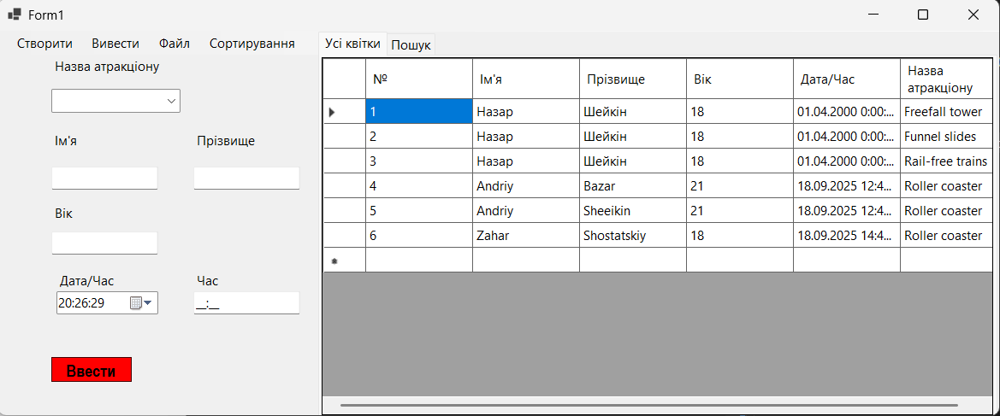 Form1
Створити Вивести Файл Сортирування
Усі квітки Пошук
Назва атракціону
Ім'я Прізвище
Вік
Дата/Час Час
20:26:29 __:__
Ввести
№ Ім'я Прізвище Вік Дата/Час Назва атракціону
1 Назар Шейкін 18 01.04.2000 0:00:... Freefall tower
2 Назар Шейкін 18 01.04.2000 0:00:... Funnel slides
3 Назар Шейкін 18 01.04.2000 0:00:... Rail-free trains
4 Andriy Bazar 21 18.09.2025 12:4... Roller coaster
5 Andriy Sheeikin 21 18.09.2025 12:4... Roller coaster
6 Zahar Shostatskiy 18 18.09.2025 14:4... Roller coaster